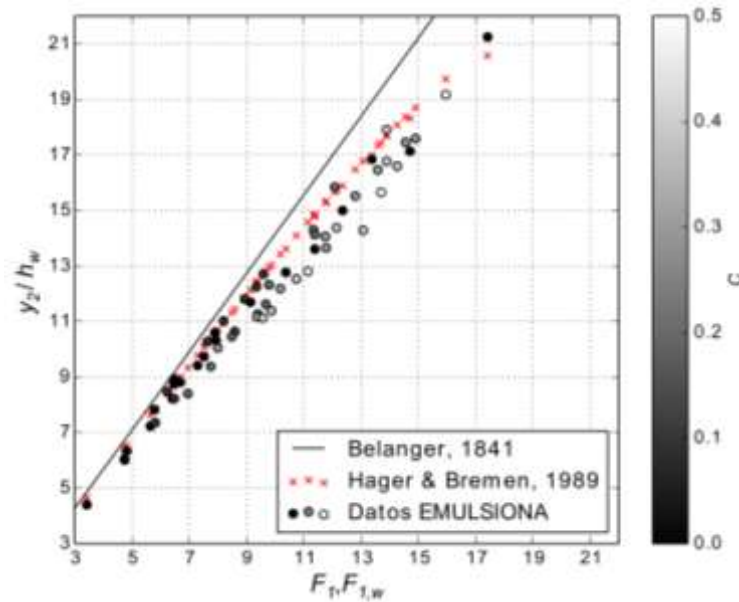 21
19
17
15
13
11
9
7
5
3
y2/hw
3 5 7 9 11 13 15 17 19 21
F1,F1,w
Belanger, 1841
Hager & Bremen, 1989
Datos EMULSIONA
0.5
0.4
0.3
0.2
0.1
0.0
C